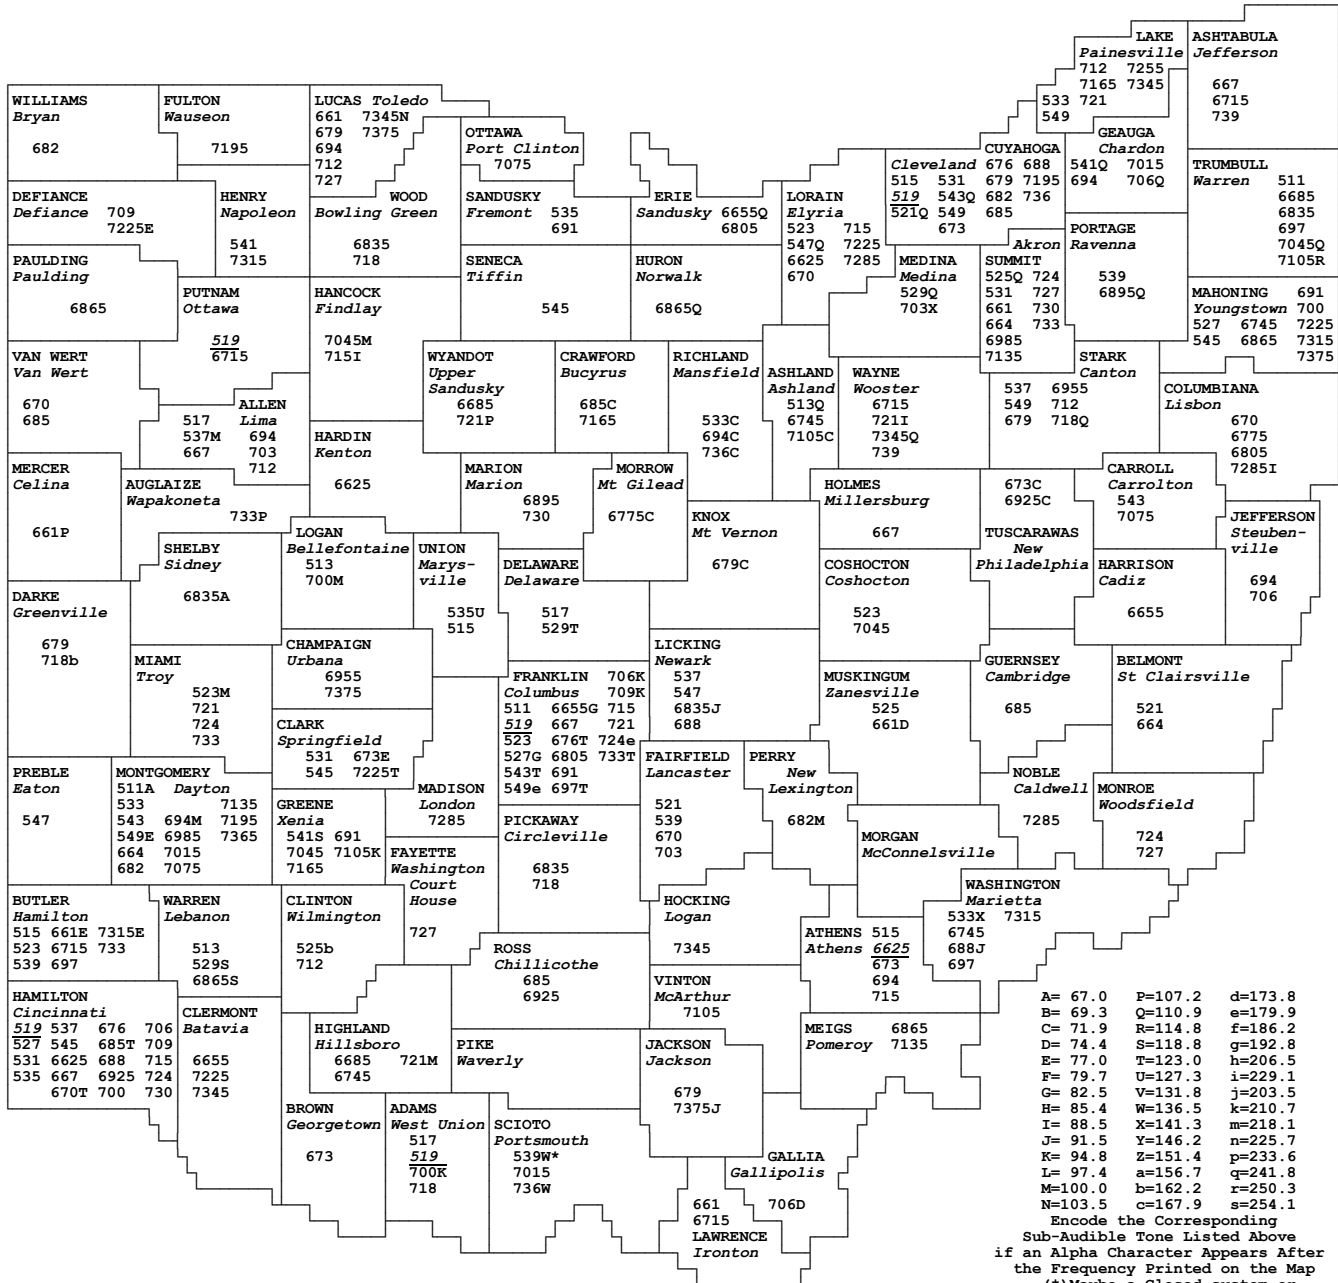 LAKE
Painesville
712 7255
7165 7345
533 721
549
ASHTABULA
Jefferson
667
6715
739
WILLIAMS
Bryan
682
FULTON
Wauseon
7195
LUCAS Toledo
661 7345N
679 7375
694
712
727
OTTAWA
Port Clinton
7075
CUYAHOGA
Cleveland 676 688
515 531 679 7195
519 543Q 682 736
521Q 549 685
673
GEAUGA
Chardon
541Q 7015
694 706Q
TRUMBULL
Warren 511
6685
6835
697
7045Q
7105R
DEFIANCE
Defiance 709
7225E
HENRY
Napoleon
541
7315
WOOD
Bowling Green
6835
718
SANDUSKY
Fremont 535
691
ERIE
Sandusky 6655Q
6805
LORAIN
Elyria
523 715
547Q 7225
6625 7285
670
PORTAGE
Ravenna
539
6895Q
PAULDING
Paulding
6865
PUTNAM
Ottawa
519
6715
HANCOCK
Findlay
7045M
715I
SENECA
Tiffin
545
HURON
Norwalk
6865Q
MEDINA
Medina
529Q
703X
Akron
SUMMIT
525Q 724
531 727
661 730
664 733
6985
7135
MAHONING 691
Youngstown 700
527 6745 7225
545 6865 7315
7375
VAN WERT
Van Wert
670
685
ALLEN
517 Lima
537M 694
667 703
712
WYANDOT
Upper
Sandusky
6685
721P
CRAWFORD
Bucyrus
685C
7165
RICHLAND
Mansfield
533C
694C
736C
ASHLAND
Ashland
513Q
6745
7105C
WAYNE
Wooster
6715
721I
7345Q
739
STARK
Canton
537 6955
549 712
679 718Q
COLUMBIANA
Lisbon
670
6775
6805
7285I
MERCER
Celina
661P
AUGLAIZE
Wapakoneta
733P
HARDIN
Kenton
6625
MARION
Marion
6895
730
MORROW
Mt Gilead
6775C
KNOX
Mt Vernon
679C
HOLMES
Millersburg
667
673C
6925C
TUSCARAWAS
New
Philadelphia
CARROLL
Carrolton
543
7075
JEFFERSON
Steuben-
ville
694
706
SHELBY
Sidney
6835A
LOGAN
Bellefontaine
513
700M
UNION
Marys-
ville
535U
515
DELAWARE
Delaware
517
529T
COSHOCTON
Coshocton
523
7045
HARRISON
Cadiz
6655
DARKE
Greenville
679
718b
MIAMI
Troy
523M
721
724
733
CHAMPAIGN
Urbana
6955
7375
CLARK
Springfield
531 673E
545 7225T
FRANKLIN 706K
Columbus 709K
511 6655G 715
519 667 721
523 676T 724e
527G 6805 733T
543T 691
549e 697T
LICKING
Newark
537
547
6835J
688
MUSKINGUM
Zanesville
525
661D
GUERNSEY
Cambridge
685
BELMONT
St Clairsville
521
664
PREBLE
Eaton
547
MONTGOMERY
511A Dayton
533 7135
543 694M 7195
549E 6985 7365
664 7015
682 7075
GREENE
Xenia
541S 691
7045 7105K
7165
MADISON
London
7285
PICKAWAY
Circleville
6835
718
FAIRFIELD
Lancaster
521
539
670
703
PERRY
New
Lexington
682M
MORGAN
McConnelsville
NOBLE
Caldwell
7285
MONROE
Woodsfield
724
727
BUTLER
Hamilton
515 661E 7315E
523 6715 733
539 697
WARREN
Lebanon
513
529S
6865S
CLINTON
Wilmington
525b
712
FAYETTE
Washington
Court
House
727
ROSS
Chillicothe
685
6925
HOCKING
Logan
7345
ATHENS 515
Athens 6625
673
694
715
WASHINGTON
Marietta
533X 7315
6745
688J
697
HAMILTON
Cincinnati
519 537 676 706
527 545 685T 709
531 6625 688 715
535 667 6925 724
670T 700 730
CLERMONT
Batavia
6655
7225
7345
HIGHLAND
Hillsboro
6685 721M
6745
PIKE
Waverly
VINTON
McArthur
7105
JACKSON
Jackson
679
7375J
MEIGS 6865
Pomeroy 7135
BROWN
Georgetown
673
ADAMS
West Union
517
519
700K
718
SCIOTO
Portsmouth
539W*
7015
736W
GALLIA
Gallipolis
706D
661
6715
LAWRENCE
Ironton
A= 67.0 P=107.2 d=173.8
B= 69.3 Q=110.9 e=179.9
C= 71.9 R=114.8 f=186.2
D= 74.4 S=118.8 g=192.8
E= 77.0 T=123.0 h=206.5
F= 79.7 U=127.3 i=229.1
G= 82.5 V=131.8 j=203.5
H= 85.4 W=136.5 k=210.7
I= 88.5 X=141.3 m=218.1
J= 91.5 Y=146.2 n=225.7
K= 94.8 Z=151.4 p=233.6
L= 97.4 a=156.7 q=241.8
M=100.0 b=162.2 r=250.3
N=103.5 c=167.9 s=254.1
Encode the Corresponding
Sub-Audible Tone Listed Above
if an Alpha Character Appears After
the Frequency Printed on the Map